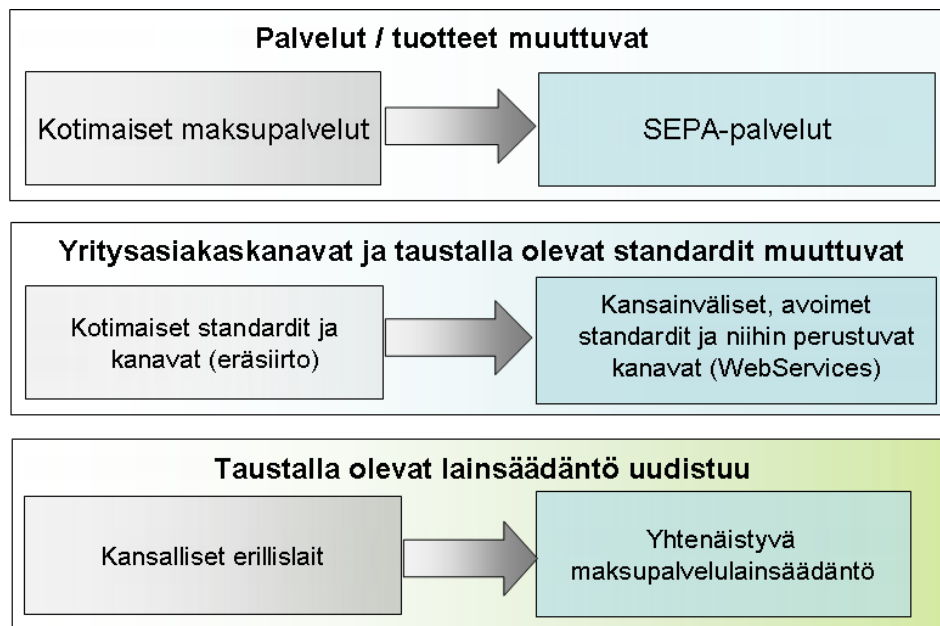 Palvelut / tuotteet muuttuvat
Kotimaiset maksupalvelut
SEPA-palvelut
Yritysasiakaskanavat ja taustalla olevat standardit muuttuvat
Kotimaiset standardit ja
kanavat (eräsiirto)
Kansainväliset, avoimet
standardit ja niihin perustuvat
kanavat (WebServices)
Taustalla olevat lainsäädäntö uudistuu
Kansalliset erillislait
Yhtenäistyvä
maksupalvelulainsäädäntö